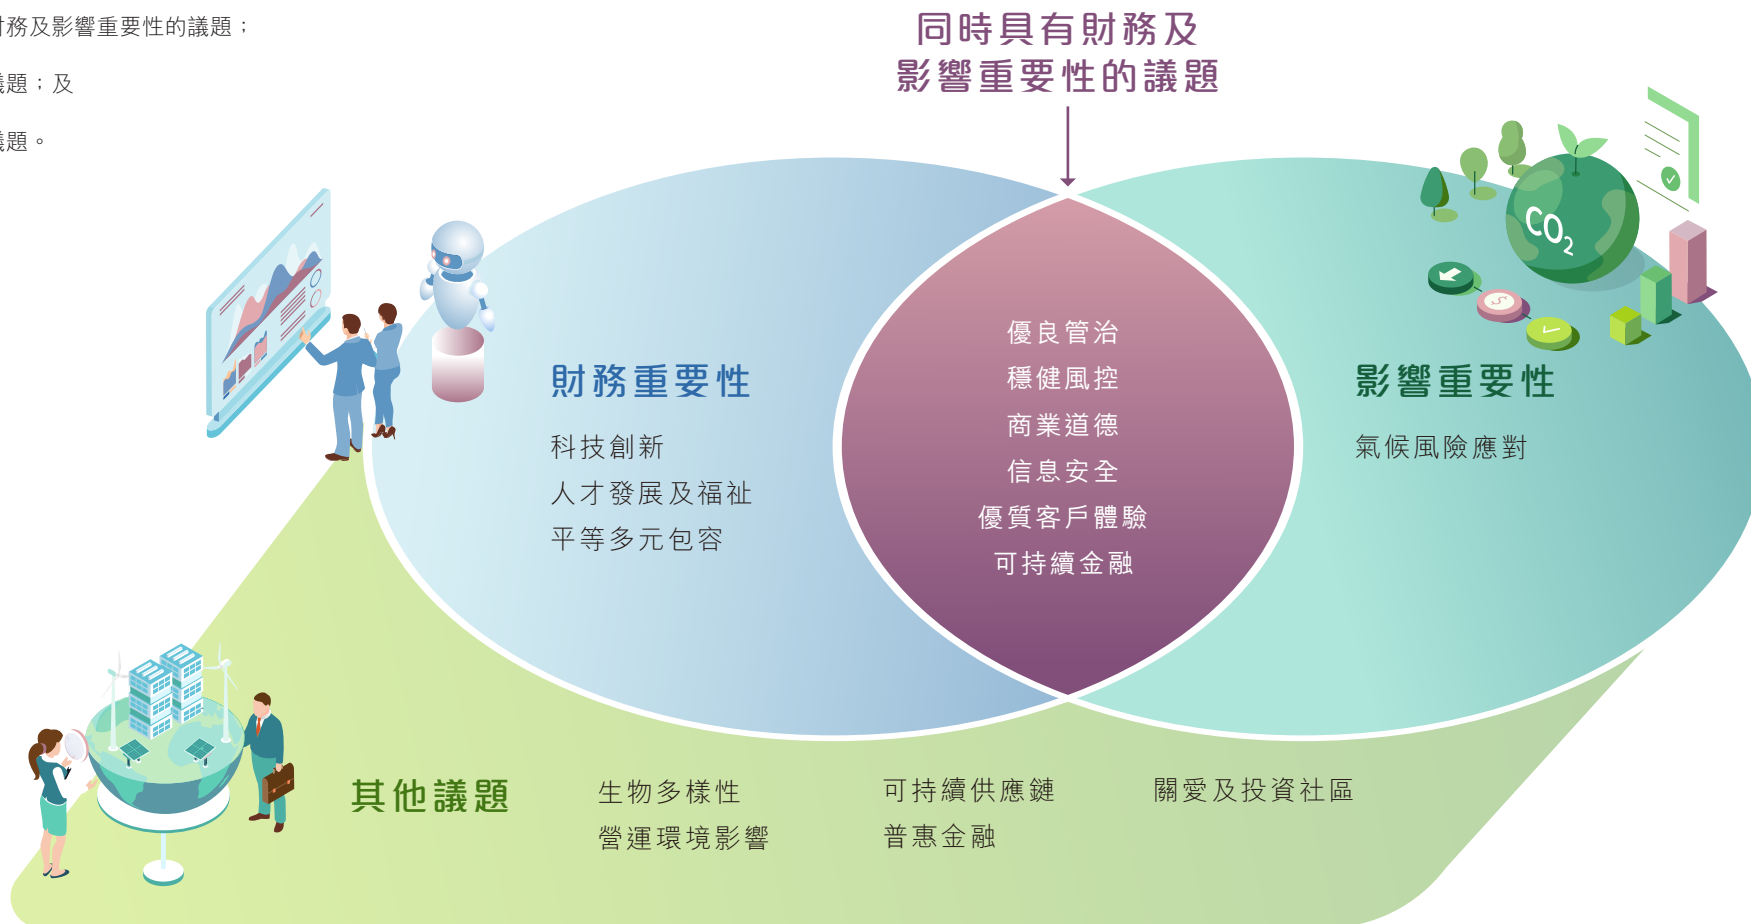 財務及影響重要性的議題；
議題；及
議題。
同時具有財務及
影響重要性的議題
CO2
財務重要性
科技創新
人才發展及福祉
平等多元包容
優良管治
穩健風控
商業道德
信息安全
優質客戶體驗
可持續金融
影響重要性
氣候風險應對
其他議題
生物多樣性
營運環境影響
可持續供應鏈
普惠金融
關愛及投資社區